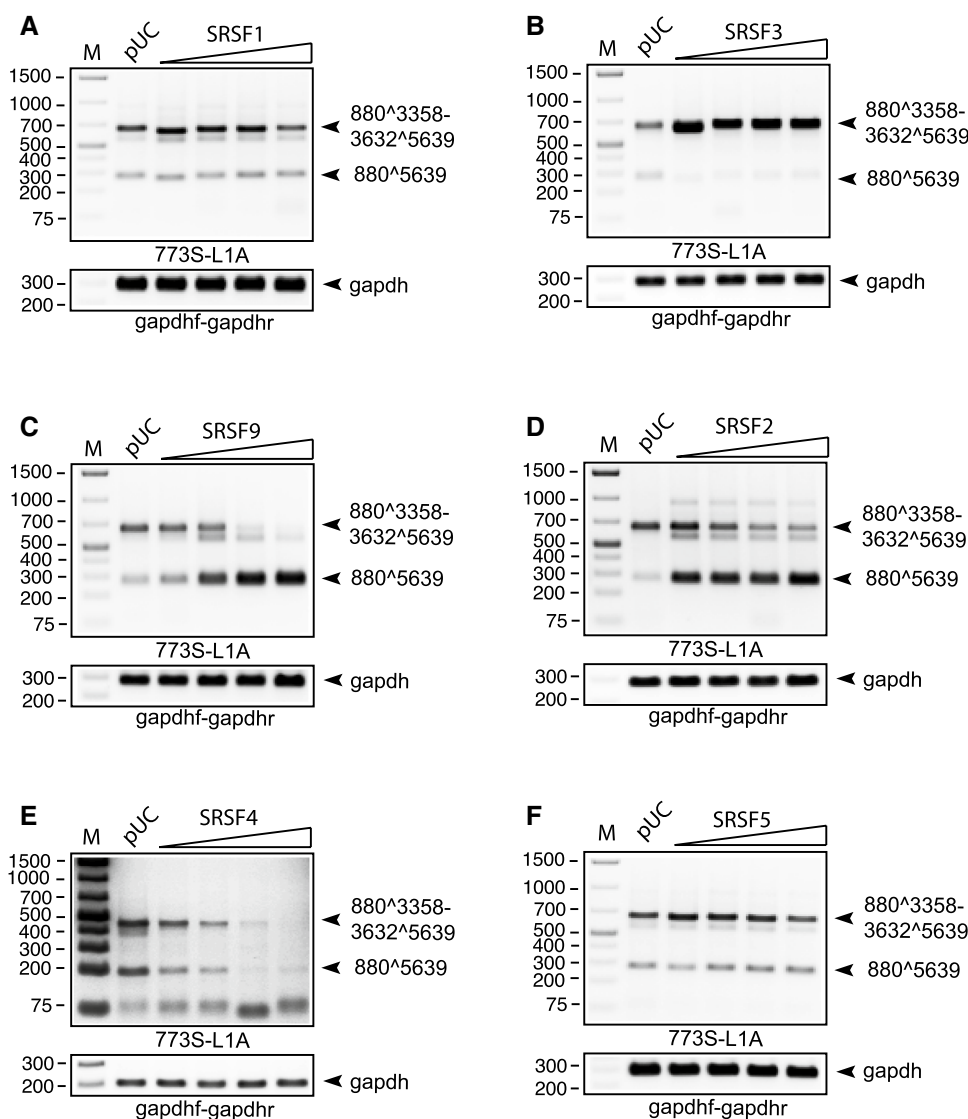 A
SRSF1
M pUC
1500
1000
700
500
400
300
200
75
880^3358-
3632^5639
880^5639
773S-L1A
300
200
gapdh
gapdhf-gapdhr
B
SRSF3
M pUC
1500
1000
700
500
400
300
200
75
880^3358-
3632^5639
880^5639
773S-L1A
300
200
gapdh
gapdhf-gapdhr
C
SRSF9
M pUC
1500
1000
700
500
400
300
200
75
880^3358-
3632^5639
880^5639
773S-L1A
300
200
gapdh
gapdhf-gapdhr
D
SRSF2
M pUC
1500
1000
700
500
400
300
200
75
880^3358-
3632^5639
880^5639
773S-L1A
300
200
gapdh
gapdhf-gapdhr
E
SRSF4
M pUC
1500
1000
700
500
400
300
200
75
880^3358-
3632^5639
880^5639
773S-L1A
300
200
gapdh
gapdhf-gapdhr
F
SRSF5
M pUC
1500
1000
700
500
400
300
200
75
880^3358-
3632^5639
880^5639
773S-L1A
300
200
gapdh
gapdhf-gapdhr